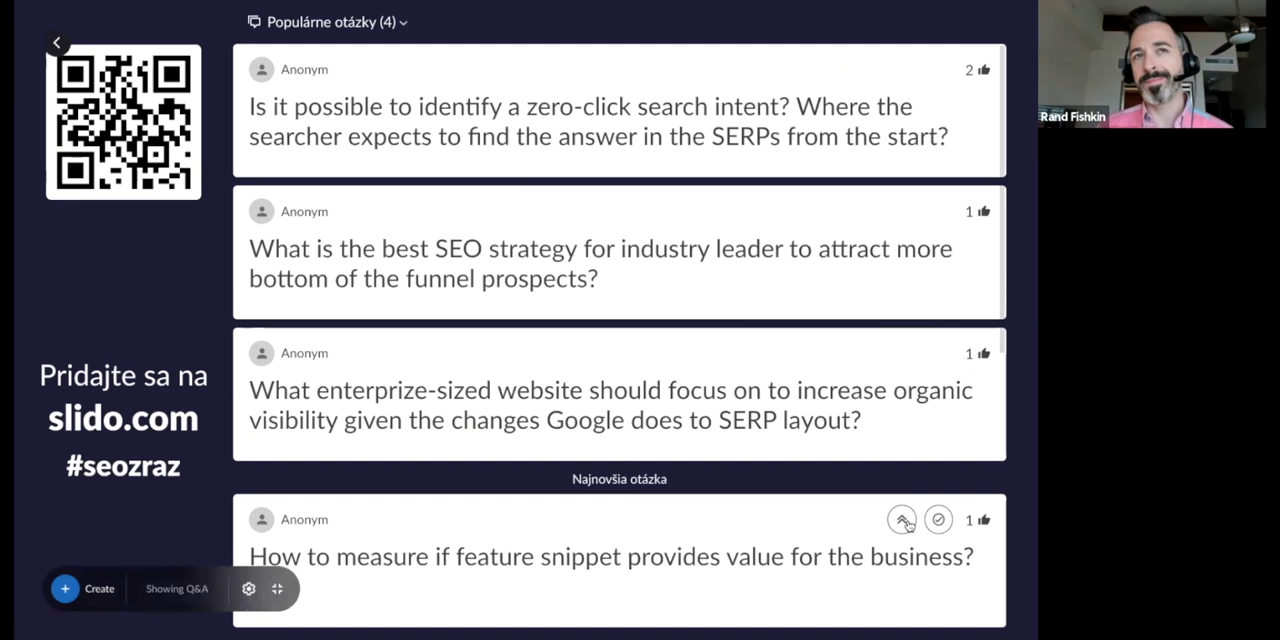 Populárne otázky (4)
Anonym
2
Is it possible to identify a zero-click search intent? Where the
searcher expects to find the answer in the SERPs from the start?
Anonym
1
What is the best SEO strategy for industry leader to attract more
bottom of the funnel prospects?
Anonym
1
What enterprize-sized website should focus on to increase organic
visibility given the changes Google does to SERP layout?
Najnovšia otázka
Anonym
1
How to measure if feature snippet provides value for the business?
Pridajte sa na
slido.com
#seozraz
Create
Showing Q&A
Rand Fishkin